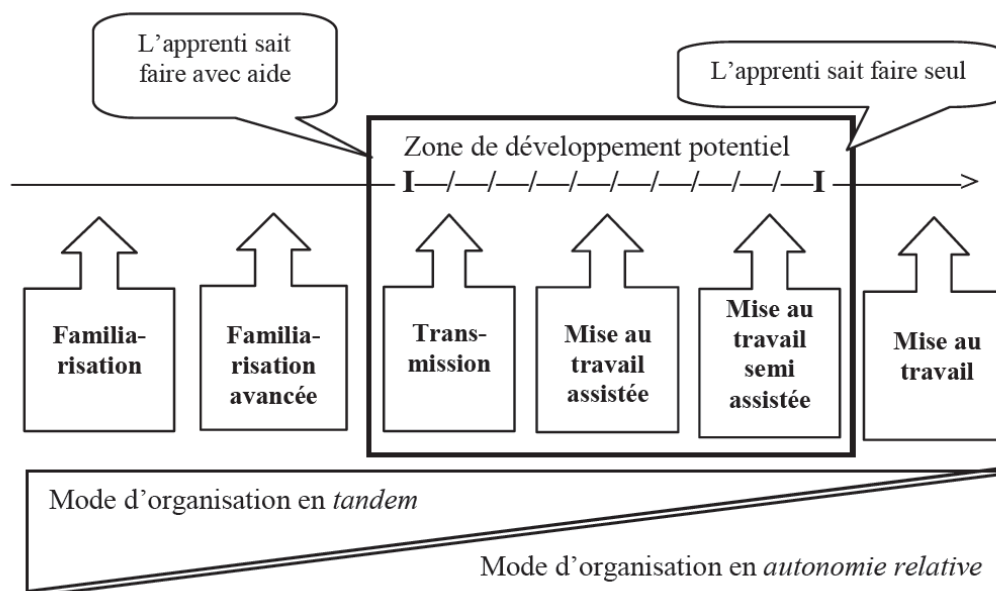 L’apprenti sait
faire avec aide
L’apprenti sait faire seul
Zone de développement potentiel
I—/—/—/—/—/—/—/—/—/—I
Familia-
risation
Familia-
risation
avancée
Trans-
mission
Mise au
travail
assistée
Mise au
travail
semi
assistée
Mise au
travail
Mode d’organisation en tandem
Mode d’organisation en autonomie relative